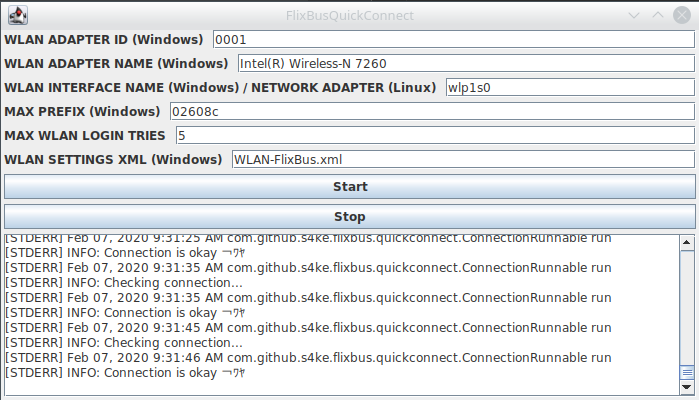 FlixBusQuickConnect
WLAN ADAPTER ID (Windows) 0001
WLAN ADAPTER NAME (Windows) Intel(R) Wireless-N 7260
WLAN INTERFACE NAME (Windows) / NETWORK ADAPTER (Linux) wlp1s0
MAX PREFIX (Windows) 02608c
MAX WLAN LOGIN TRIES 5
WLAN SETTINGS XML (Windows) WLAN-FlixBus.xml
Start
Stop
[STDERR] Feb 07, 2020 9:31:25 AM com.github.s4ke.flixbus.quickconnect.ConnectionRunnable run
[STDERR] INFO: Connection is okay ￢ワヤ
[STDERR] Feb 07, 2020 9:31:35 AM com.github.s4ke.flixbus.quickconnect.ConnectionRunnable run
[STDERR] INFO: Checking connection...
[STDERR] Feb 07, 2020 9:31:35 AM com.github.s4ke.flixbus.quickconnect.ConnectionRunnable run
[STDERR] INFO: Connection is okay ￢ワヤ
[STDERR] Feb 07, 2020 9:31:45 AM com.github.s4ke.flixbus.quickconnect.ConnectionRunnable run
[STDERR] INFO: Checking connection...
[STDERR] Feb 07, 2020 9:31:46 AM com.github.s4ke.flixbus.quickconnect.ConnectionRunnable run
[STDERR] INFO: Connection is okay ￢ワヤ